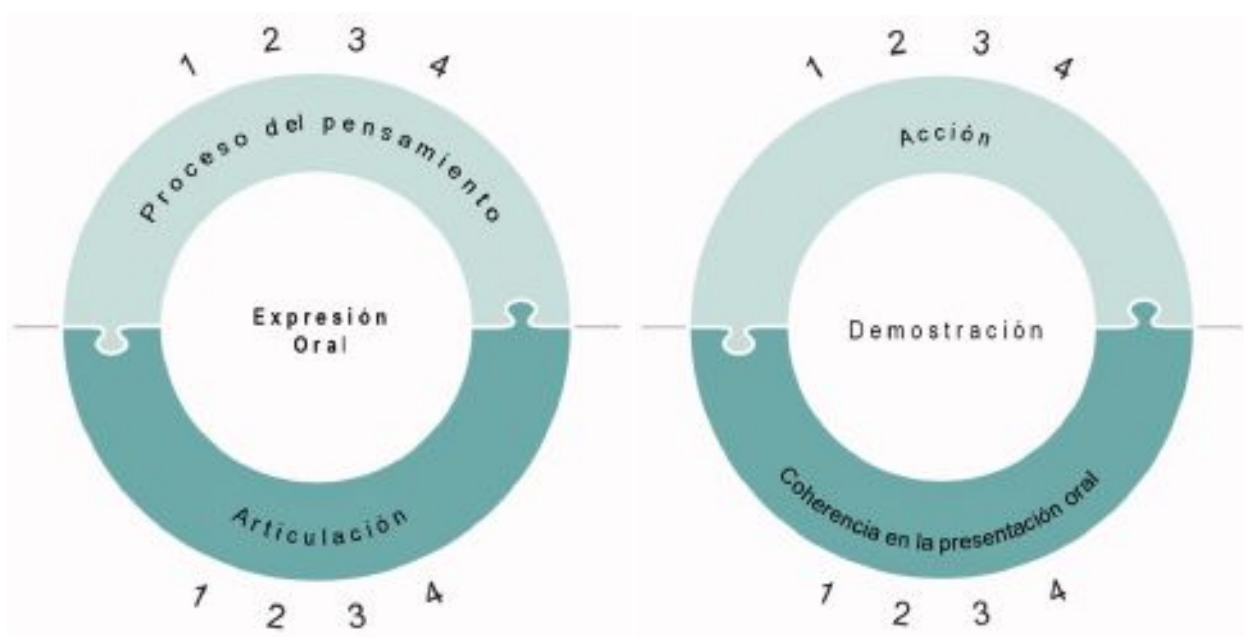 1 2 3 4
Proceso del pensamiento
Expresión
Oral
Articulación
1 2 3 4
1 2 3 4
Acción
Demostración
Coherencia en la presentación oral
1 2 3 4